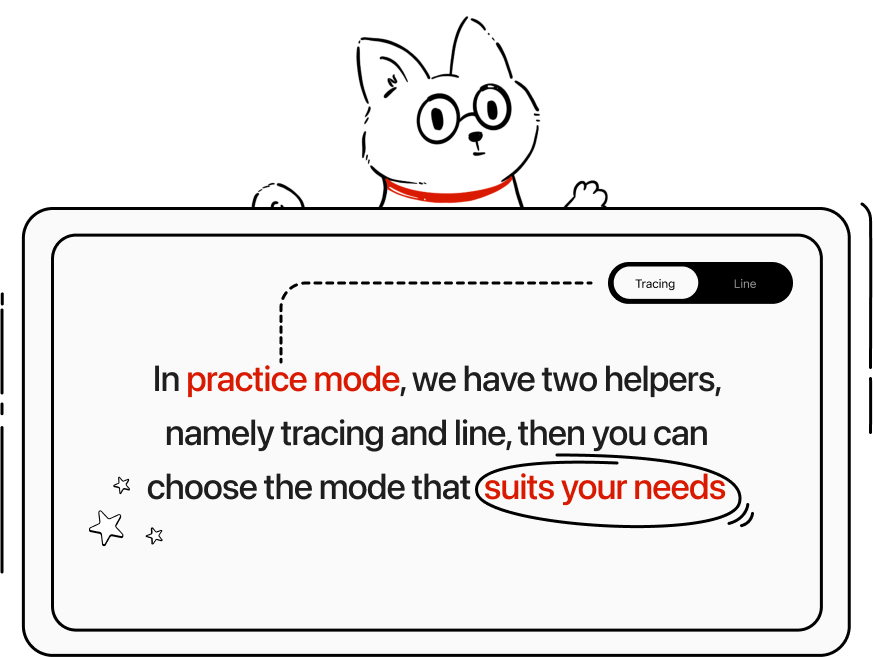 Tracing Line
In practice mode, we have two helpers,
namely tracing and line, then you can
choose the mode that suits your needs